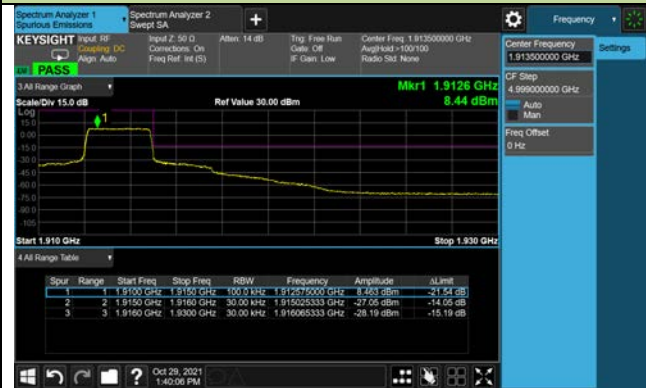 Spectrum Analyzer 1
Spurious Emissions
Spectrum Analyzer 2
Swept SA
Frequency
KEYSIGHT
Input: RF
Coupling: DC
Align: Auto
Input Z: 50 Ω
Corrections: On
Freq Ref: Int (S)
Atten: 14 dB
Trig: Free Run
Gate: Off
IF Gain: Low
Center Freq: 1.913500000 GHz
Avg|Hold:>100/100
Radio Std: None
PASS
Center Frequency
1.913500000 GHz
Settings
CF Step
4.999000000 GHz
Auto
Man
Freq Offset
0 Hz
3 All Range Graph
Mkr1 1.9126 GHz
8.44 dBm
Scale/Div 15.0 dB
Ref Value 30.00 dBm
Log
15.0
0.00
-15.0
-30.0
-45.0
-60.0
-75.0
-90.0
-105
1
Start 1.910 GHz
Stop 1.930 GHz
4 All Range Table
Spur Range Start Freq Stop Freq RBW Frequency Amplitude ΔLimit
1 1 1.9100 GHz 1.9150 GHz 100.0 kHz 1.912575000 GHz 8.463 dBm -21.54 dB
2 2 1.9150 GHz 1.9160 GHz 30.00 kHz 1.915025333 GHz -27.05 dBm -14.05 dB
3 3 1.9160 GHz 1.9300 GHz 30.00 kHz 1.916065333 GHz -28.19 dBm -15.19 dB
Oct 29, 2021
1:40:06 PM